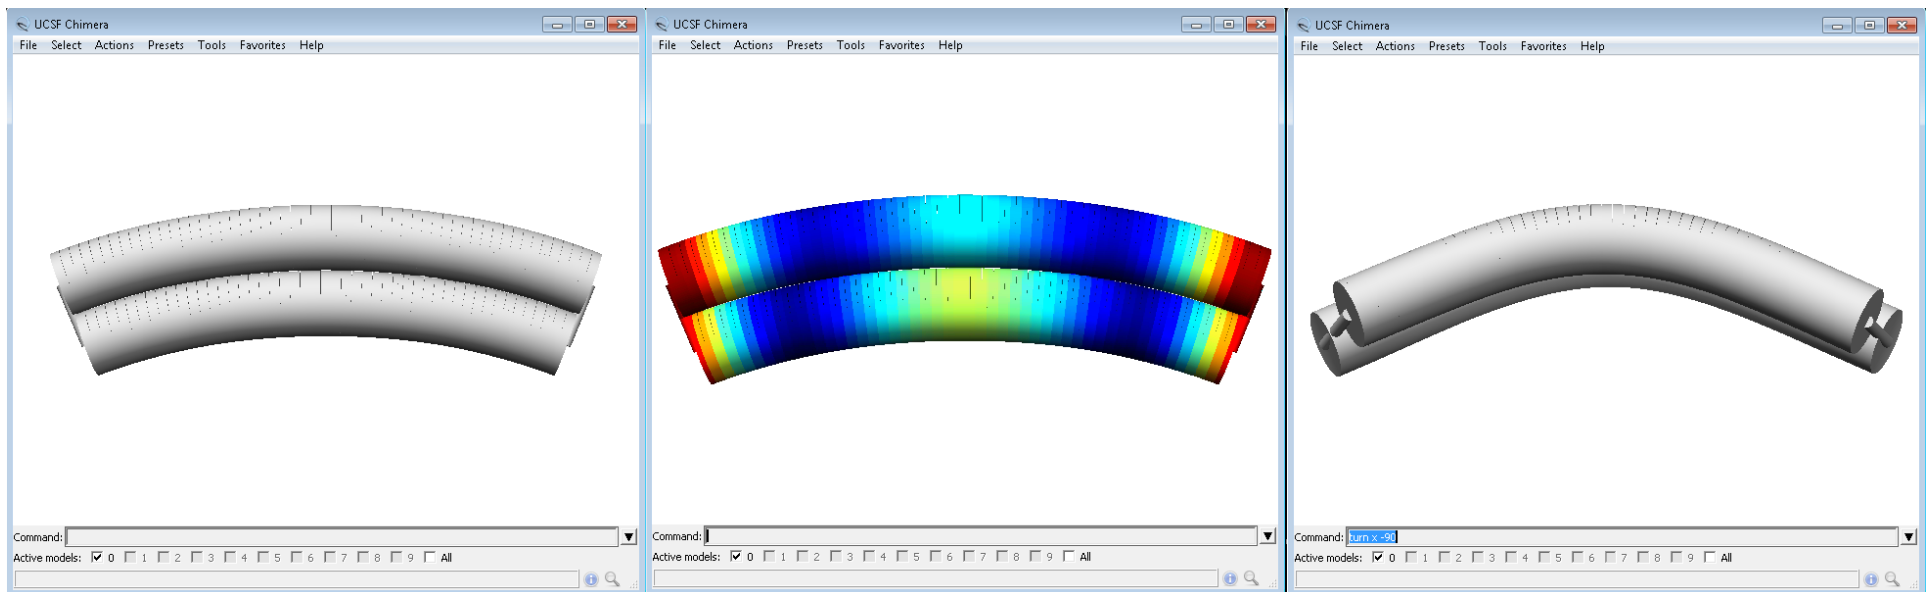 UCSF Chimera
File Select Actions Presets Tools Favorites Help
Command:
Active models: 0 1 2 3 4 5 6 7 8 9 All
UCSF Chimera
File Select Actions Presets Tools Favorites Help
Command:
Active models: 0 1 2 3 4 5 6 7 8 9 All
UCSF Chimera
File Select Actions Presets Tools Favorites Help
Command: turn x -90
Active models: 0 1 2 3 4 5 6 7 8 9 All